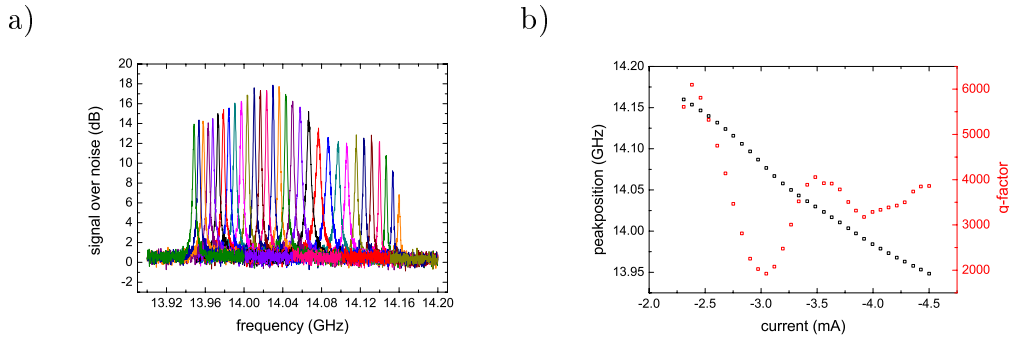 a)
b)
20
18
16
14
12
10
8
6
4
2
0
-2
signal over noise (dB)
13.92 13.96 14.00 14.04 14.08 14.12 14.16 14.20
frequency (GHz)
14.20
14.15
14.10
14.05
14.00
13.95
peakposition (GHz)
-2.0 -2.5 -3.0 -3.5 -4.0 -4.5
current (mA)
6000
5000
4000
3000
2000
q-factor